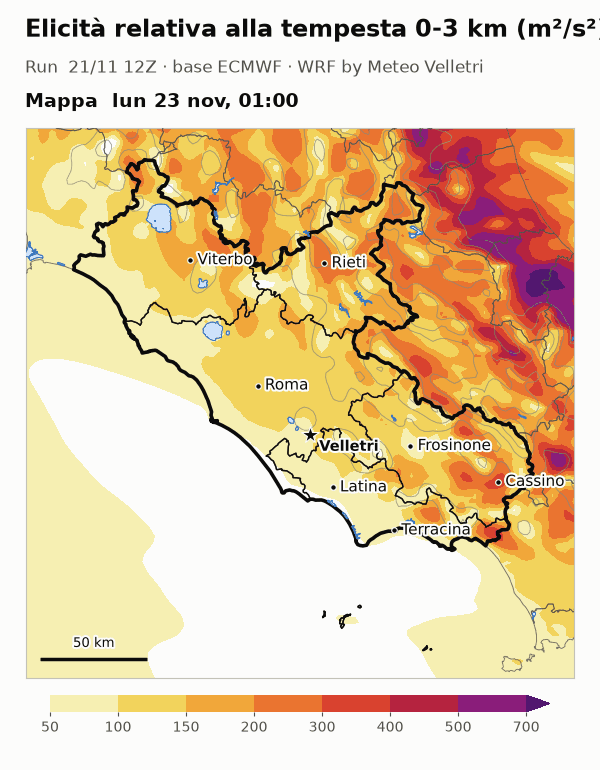 Elicità relativa alla tempesta 0-3 km (m²/s²)
Run  21/11 12Z · base ECMWF · WRF by Meteo Velletri
Mappa  lun 23 nov, 01:00
Viterbo
Rieti
Roma
Velletri
Frosinone
Cassino
Latina
Terracina
50 km
50 100 150 200 300 400 500 700